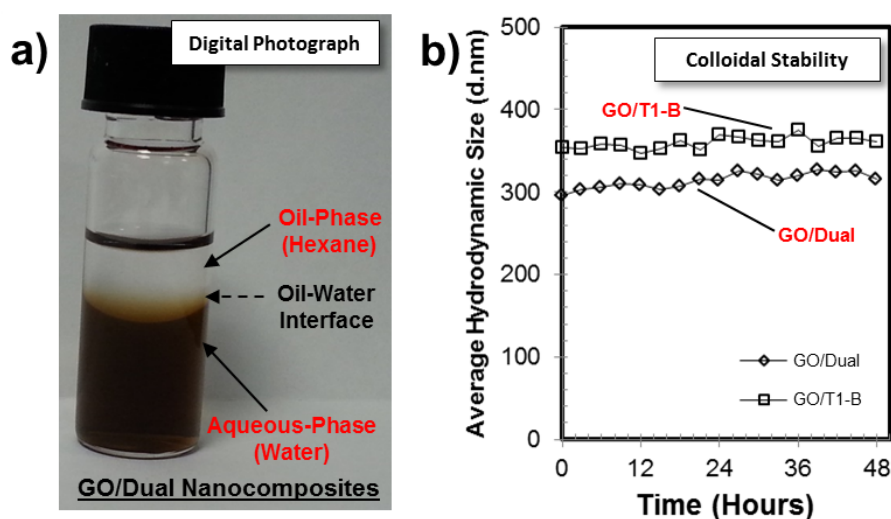 a)
Digital Photograph
Oil-Phase
(Hexane)
Oil-Water
Interface
Aqueous-Phase
(Water)
GO/Dual Nanocomposites
b)
Colloidal Stability
Average Hydrodynamic Size (d.nm)
500
400
300
200
100
0
GO/T1-B
GO/Dual
GO/Dual
GO/T1-B
0 12 24 36 48
Time (Hours)